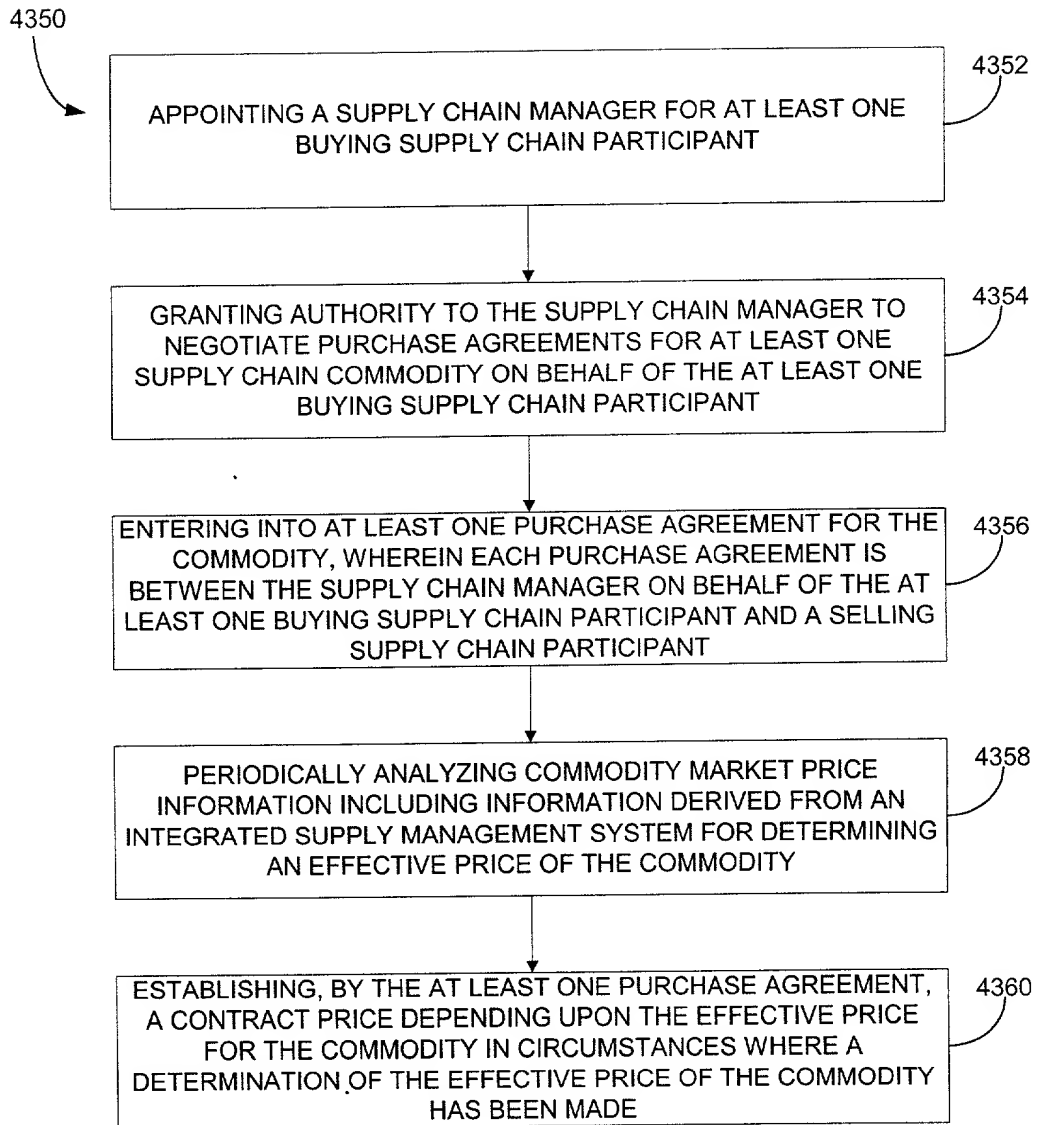 4350
4352
APPOINTING A SUPPLY CHAIN MANAGER FOR AT LEAST ONE
BUYING SUPPLY CHAIN PARTICIPANT
4354
GRANTING AUTHORITY TO THE SUPPLY CHAIN MANAGER TO
NEGOTIATE PURCHASE AGREEMENTS FOR AT LEAST ONE
SUPPLY CHAIN COMMODITY ON BEHALF OF THE AT LEAST ONE
BUYING SUPPLY CHAIN PARTICIPANT
4356
ENTERING INTO AT LEAST ONE PURCHASE AGREEMENT FOR THE
COMMODITY, WHEREIN EACH PURCHASE AGREEMENT IS
BETWEEN THE SUPPLY CHAIN MANAGER ON BEHALF OF THE AT
LEAST ONE BUYING SUPPLY CHAIN PARTICIPANT AND A SELLING
SUPPLY CHAIN PARTICIPANT
4358
PERIODICALLY ANALYZING COMMODITY MARKET PRICE
INFORMATION INCLUDING INFORMATION DERIVED FROM AN
INTEGRATED SUPPLY MANAGEMENT SYSTEM FOR DETERMINING
AN EFFECTIVE PRICE OF THE COMMODITY
4360
ESTABLISHING, BY THE AT LEAST ONE PURCHASE AGREEMENT,
A CONTRACT PRICE DEPENDING UPON THE EFFECTIVE PRICE
FOR THE COMMODITY IN CIRCUMSTANCES WHERE A
DETERMINATION OF THE EFFECTIVE PRICE OF THE COMMODITY
HAS BEEN MADE